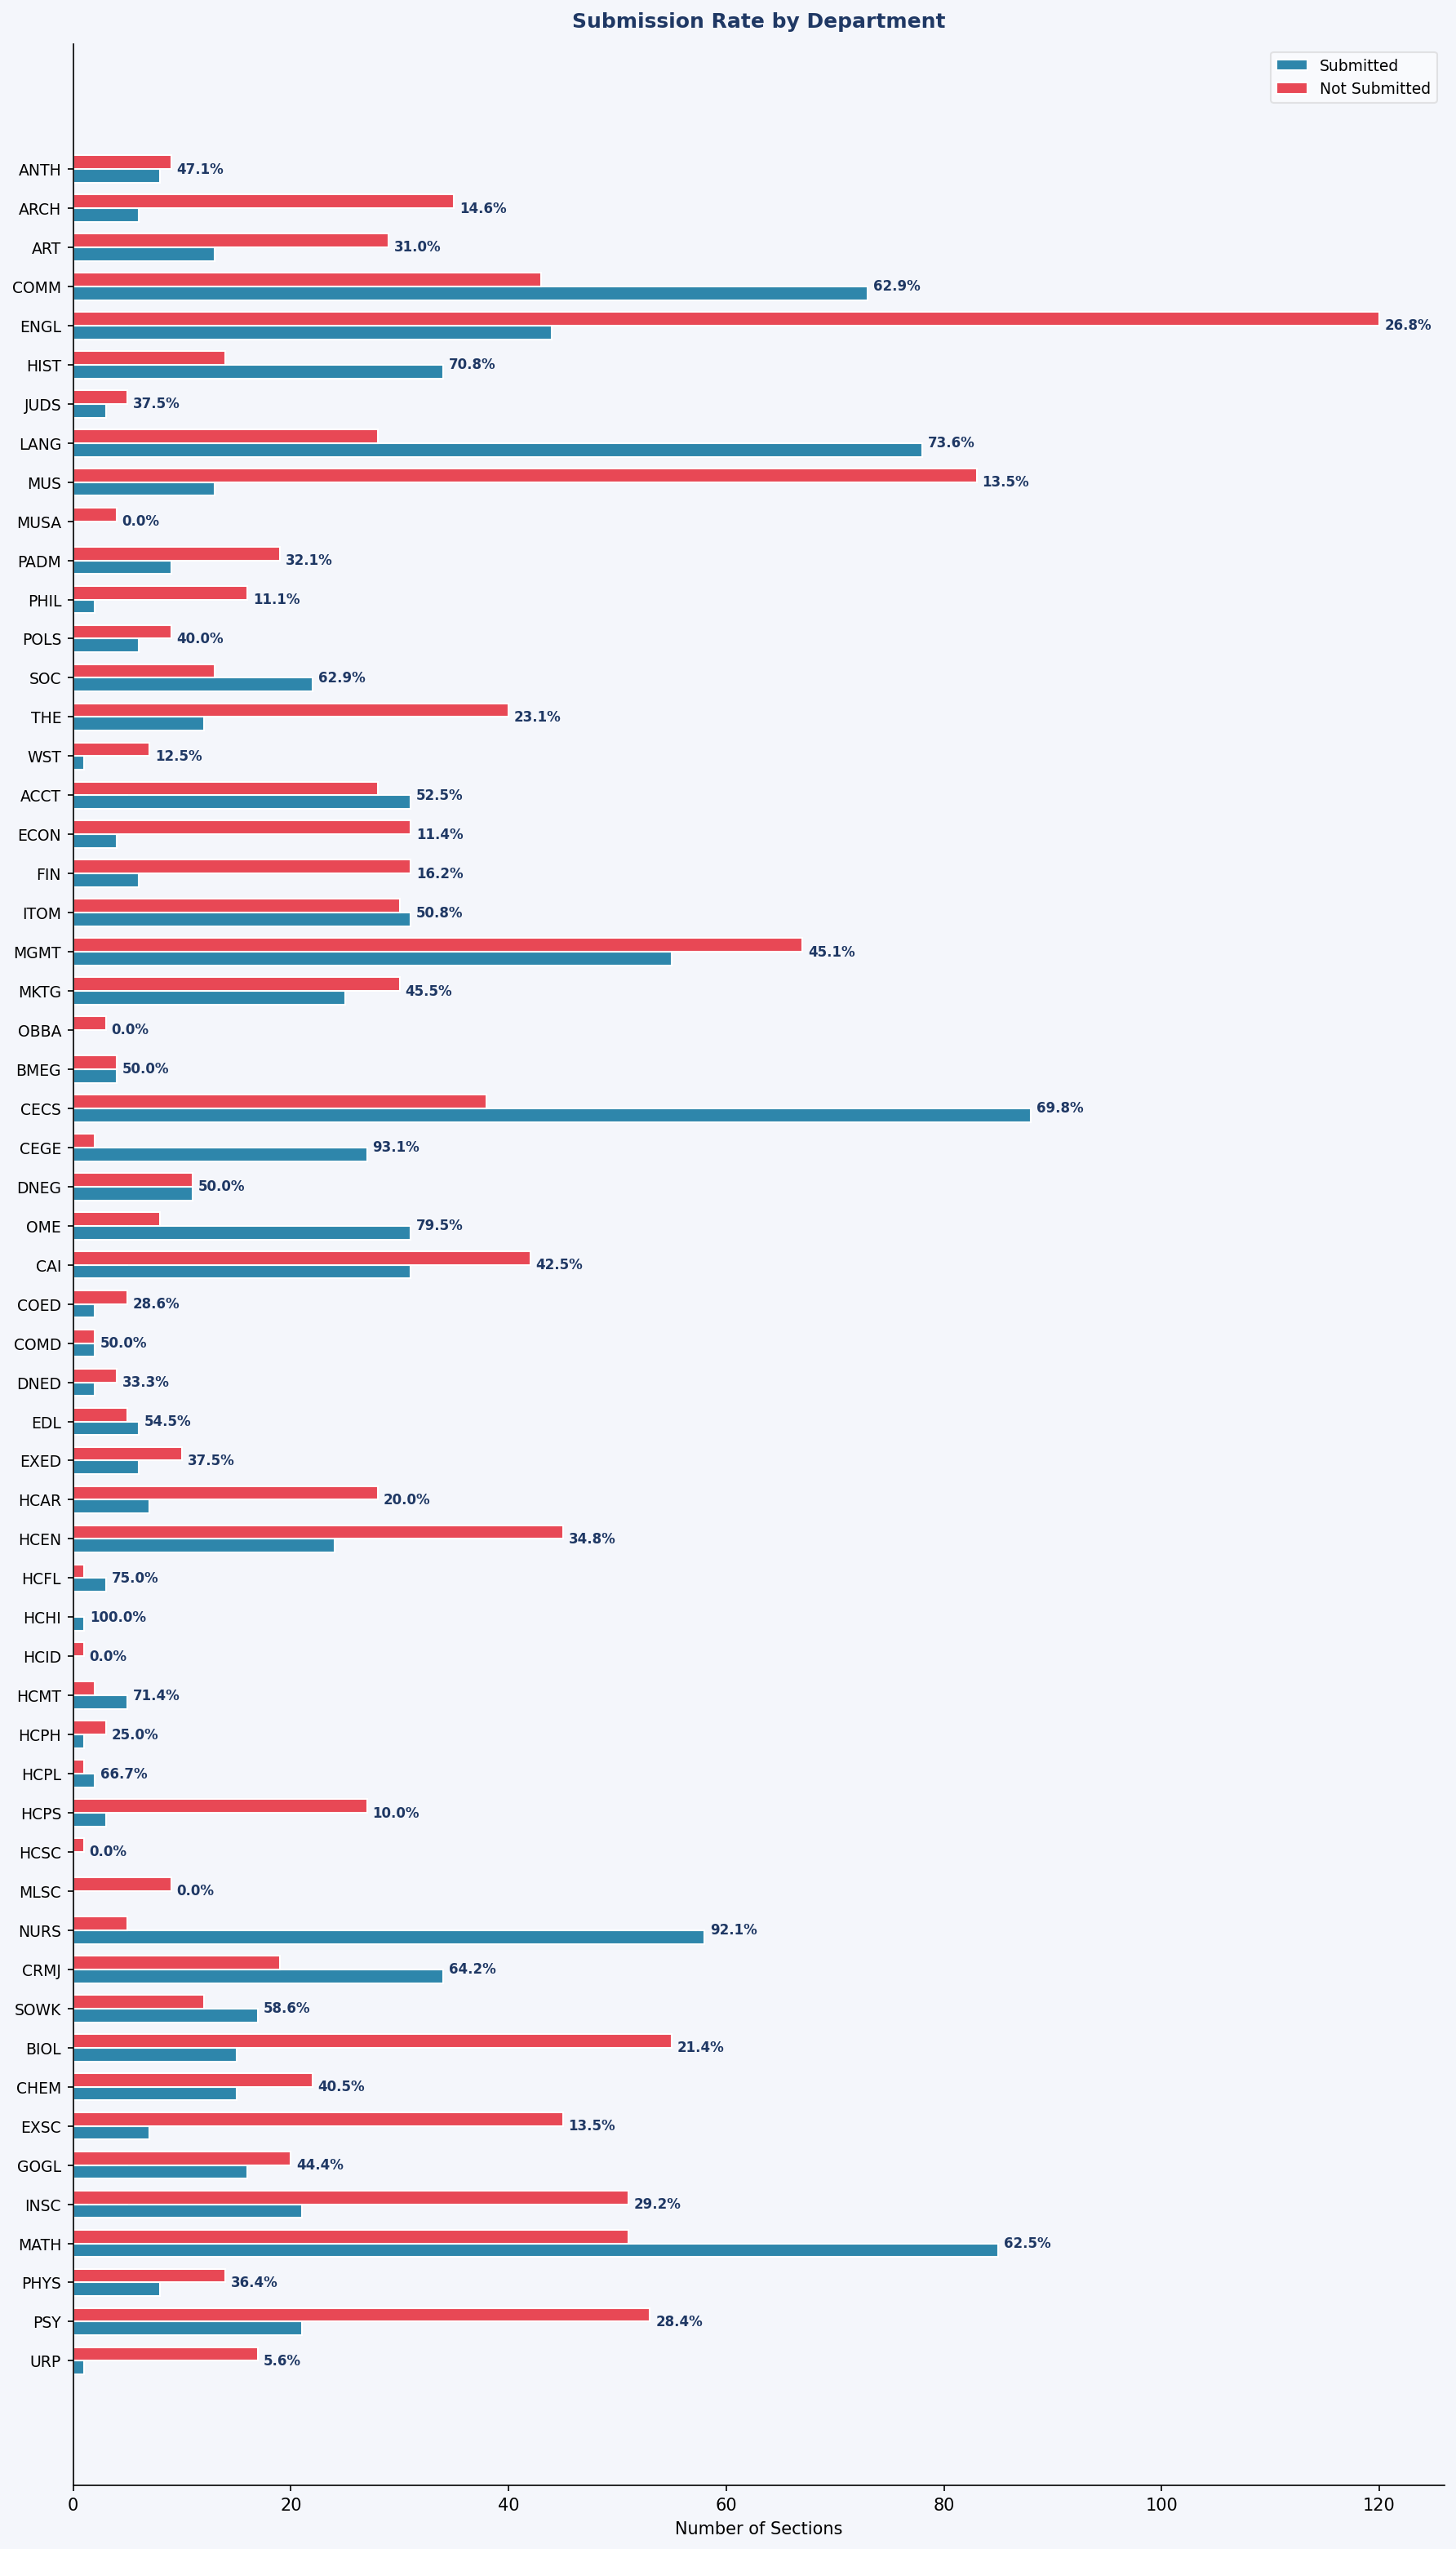 Submission Rate by Department
Submitted
Not Submitted
ANTH 47.1%
ARCH 14.6%
ART 31.0%
COMM 62.9%
ENGL 26.8%
HIST 70.8%
JUDS 37.5%
LANG 73.6%
MUS 13.5%
MUSA 0.0%
PADM 32.1%
PHIL 11.1%
POLS 40.0%
SOC 62.9%
THE 23.1%
WST 12.5%
ACCT 52.5%
ECON 11.4%
FIN 16.2%
ITOM 50.8%
MGMT 45.1%
MKTG 45.5%
OBBA 0.0%
BMEG 50.0%
CECS 69.8%
CEGE 93.1%
DNEG 50.0%
OME 79.5%
CAI 42.5%
COED 28.6%
COMD 50.0%
DNED 33.3%
EDL 54.5%
EXED 37.5%
HCAR 20.0%
HCEN 34.8%
HCFL 75.0%
HCHI 100.0%
HCID 0.0%
HCMT 71.4%
HCPH 25.0%
HCPL 66.7%
HCPS 10.0%
HCSC 0.0%
MLSC 0.0%
NURS 92.1%
CRMJ 64.2%
SOWK 58.6%
BIOL 21.4%
CHEM 40.5%
EXSC 13.5%
GOGL 44.4%
INSC 29.2%
MATH 62.5%
PHYS 36.4%
PSY 28.4%
URP 5.6%
0 20 40 60 80 100 120
Number of Sections